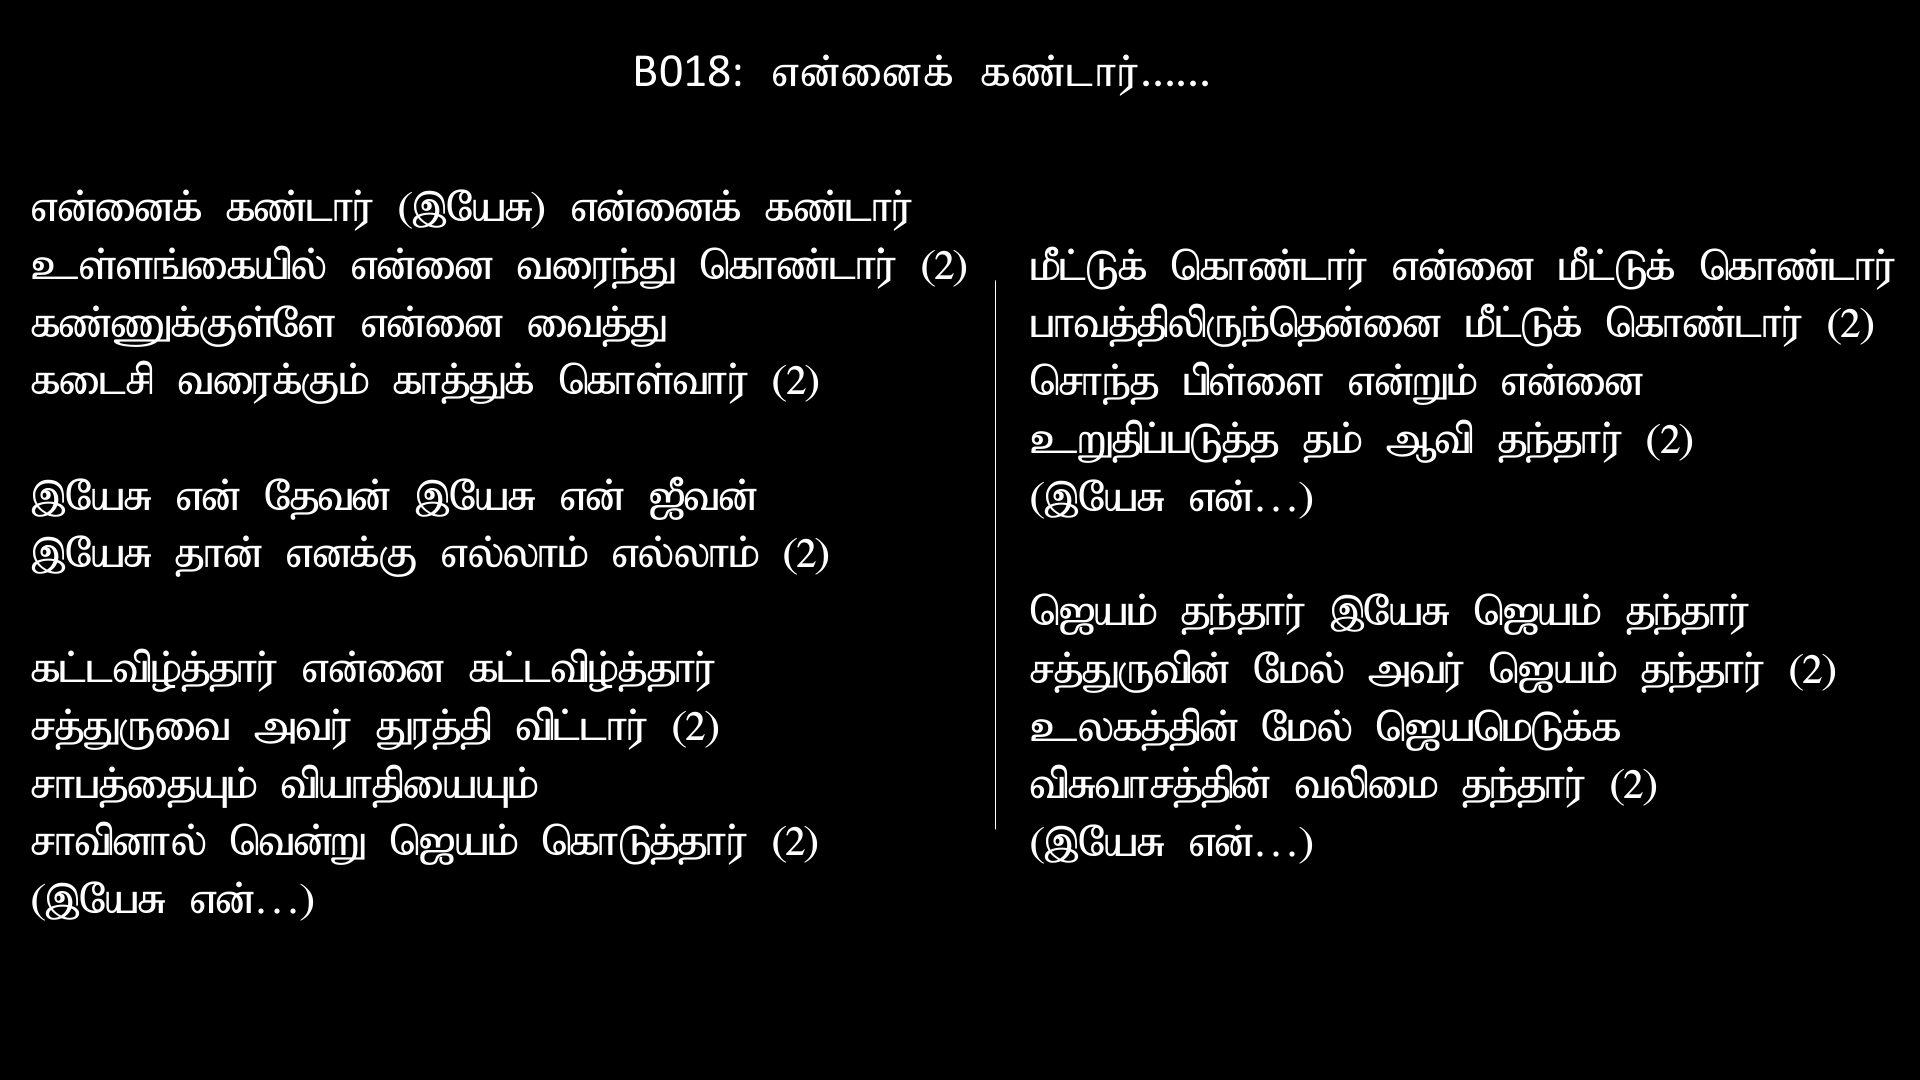 B018: என்னைக் கண்டார்......
என்னைக் கண்டார் (இயேசு) என்னைக் கண்டார்
உள்ளங்கையில் என்னை வரைந்து கொண்டார் (2)
கண்ணுக்குள்ளே என்னை வைத்து
கடைசி வரைக்கும் காத்துக் கொள்வார் (2)
இயேசு என் தேவன் இயேசு என் ஜீவன்
இயேசு தான் எனக்கு எல்லாம் எல்லாம் (2)
கட்டவிழ்த்தார் என்னை கட்டவிழ்த்தார்
சத்துருவை அவர் துரத்தி விட்டார் (2)
சாபத்தையும் வியாதியையும்
சாவினால் வென்று ஜெயம் கொடுத்தார் (2)
(இயேசு என்...)
மீட்டுக் கொண்டார் என்னை மீட்டுக் கொண்டார்
பாவத்திலிருந்தென்னை மீட்டுக் கொண்டார் (2)
சொந்த பிள்ளை என்றும் என்னை
உறுதிப்படுத்த தம் ஆவி தந்தார் (2)
(இயேசு என்...)
ஜெயம் தந்தார் இயேசு ஜெயம் தந்தார்
சத்துருவின் மேல் அவர் ஜெயம் தந்தார் (2)
உலகத்தின் மேல் ஜெயமெடுக்க
விசுவாசத்தின் வலிமை தந்தார் (2)
(இயேசு என்...)